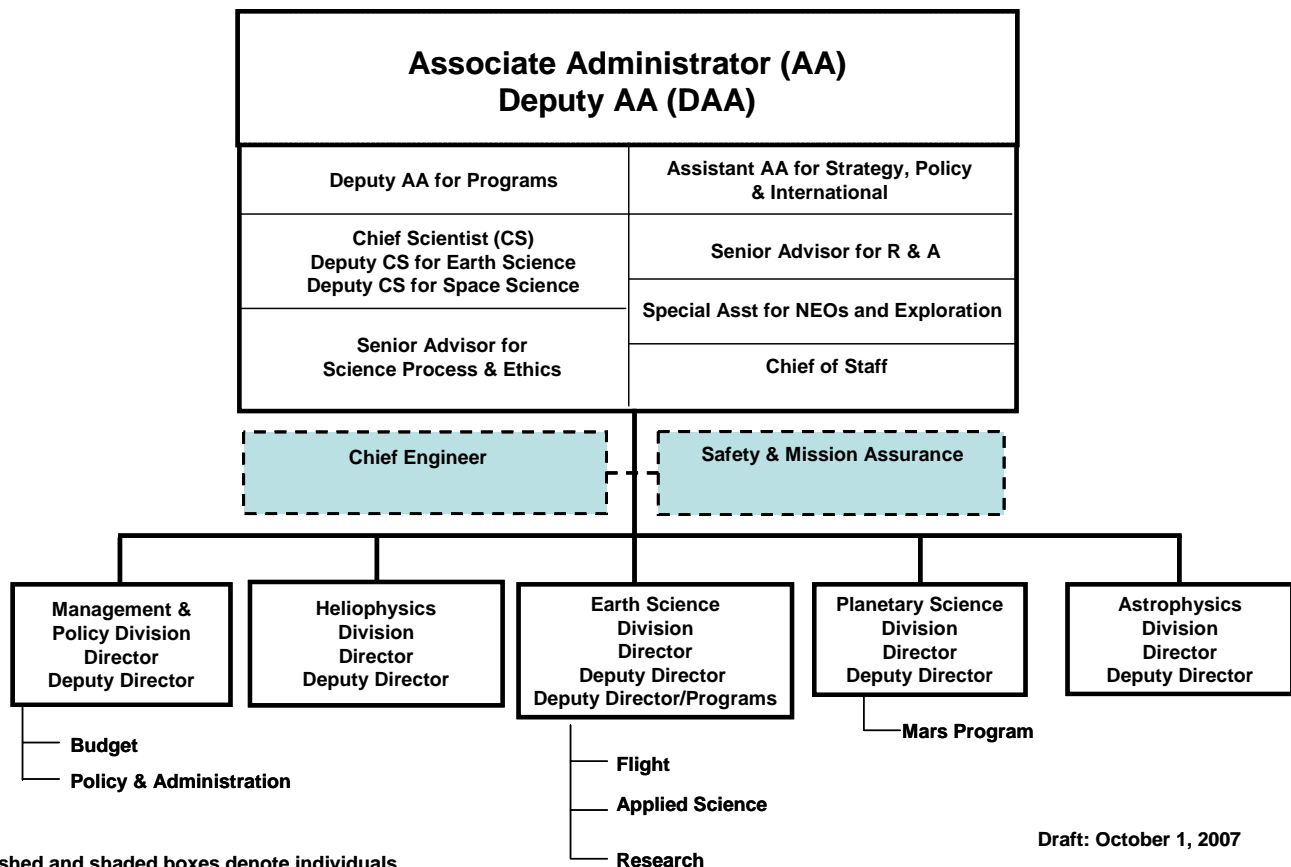 Associate Administrator (AA)
Deputy AA (DAA)
Deputy AA for Programs
Assistant AA for Strategy, Policy
& International
Chief Scientist (CS)
Deputy CS for Earth Science
Deputy CS for Space Science
Senior Advisor for R & A
Special Asst for NEOs and Exploration
Senior Advisor for
Science Process & Ethics
Chief of Staff
Chief Engineer
Safety & Mission Assurance
Management &
Policy Division
Director
Deputy Director
Heliophysics
Division
Director
Deputy Director
Earth Science
Division
Director
Deputy Director
Deputy Director/Programs
Planetary Science
Division
Director
Deputy Director
Astrophysics
Division
Director
Deputy Director
Budget
Policy & Administration
Flight
Applied Science
Research
Mars Program
Draft: October 1, 2007
and shaded boxes denote individuals